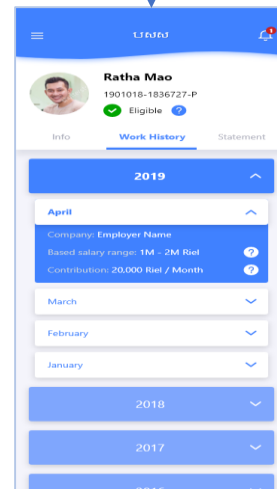 បសស
1
Ratha Mao
1901018-1836727-P
Eligible ?
Info Work History Statement
2019
April
Company: Employer Name
Based salary range: 1M - 2M Riel ?
Contribution: 20,000 Riel / Month ?
March
February
January
2018
2017